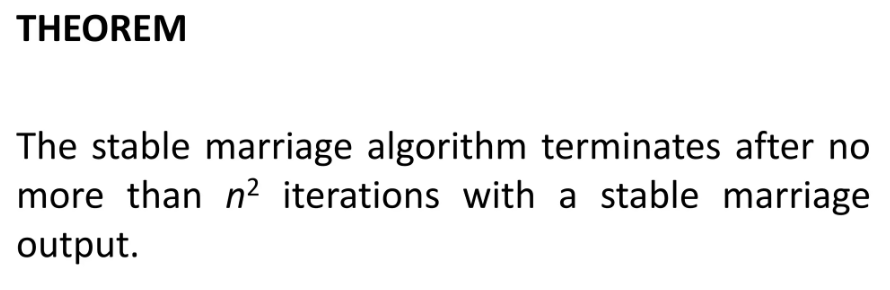 THEOREM
The stable marriage algorithm terminates after no
more than n² iterations with a stable marriage
output.